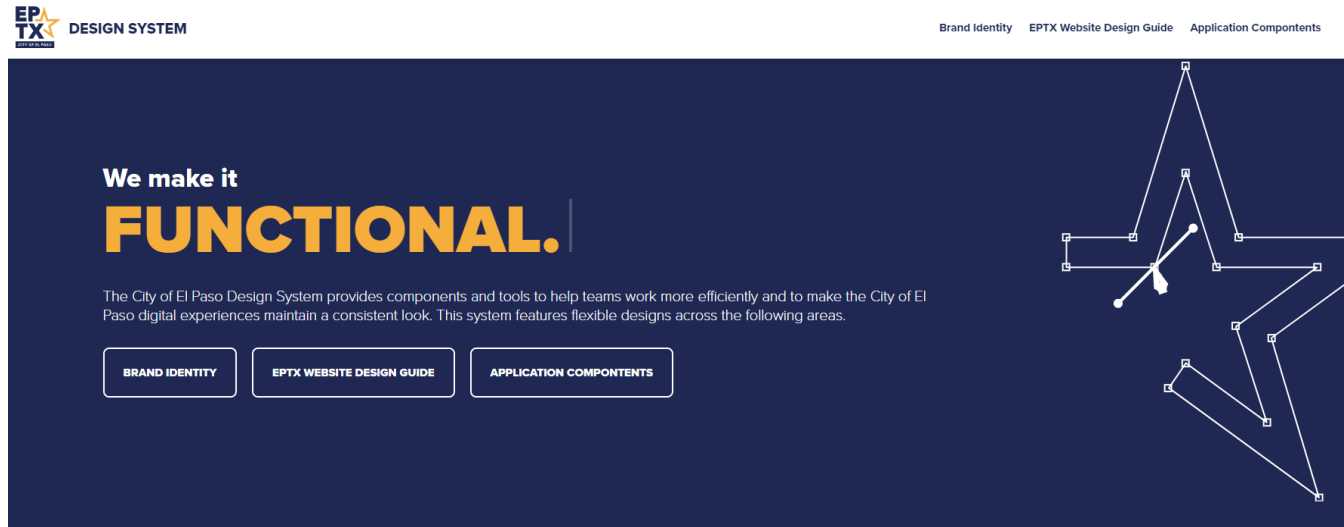 EP
TX
CITY OF EL PASO
DESIGN SYSTEM
Brand Identity EPTX Website Design Guide Application Compontents
We make it
FUNCTIONAL.
The City of El Paso Design System provides components and tools to help teams work more efficiently and to make the City of El
Paso digital experiences maintain a consistent look. This system features flexible designs across the following areas.
BRAND IDENTITY EPTX WEBSITE DESIGN GUIDE APPLICATION COMPONTENTS